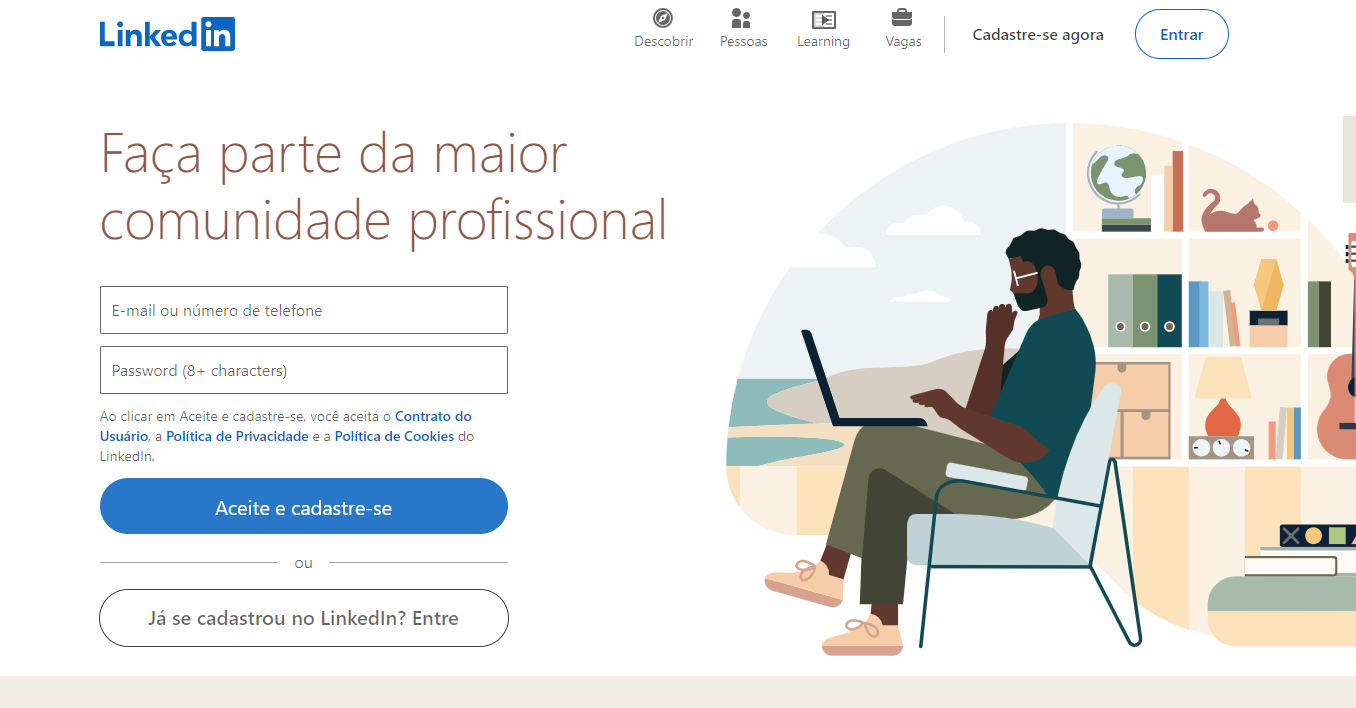 LinkedIn
Descobrir
Pessoas
Learning
Vagas
Cadastre-se agora
Entrar
Faça parte da maior
comunidade profissional
E-mail ou número de telefone
Password (8+ characters)
Ao clicar em Aceite e cadastre-se, você aceita o Contrato do
Usuário, a Política de Privacidade e a Política de Cookies do
LinkedIn.
Aceite e cadastre-se
ou
Já se cadastrou no LinkedIn? Entre